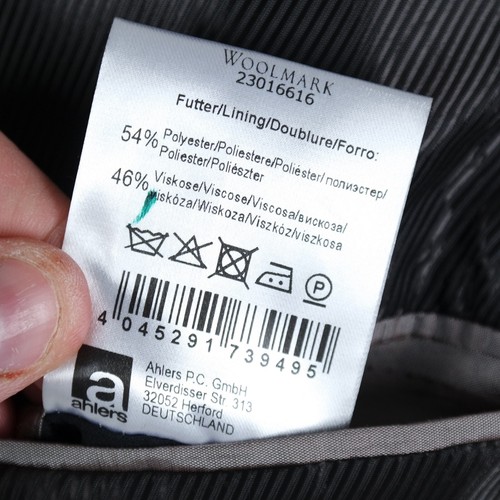 WOOLMARK
23016616
Futter/Lining/Doublure/Forro:
54% Polyester/Poliestere/Poliéster/ полиэстер/
Poliester/Poliészter
46% Viskose/Viscose/Viscosa/вискоза/
viskóza/Wiskoza/Viszkóz/viszkosa
P
4 045291 739495
a
ahlers
Ahlers P.C. GmbH
Elverdisser Str. 313
32052 Herford
DEUTSCHLAND